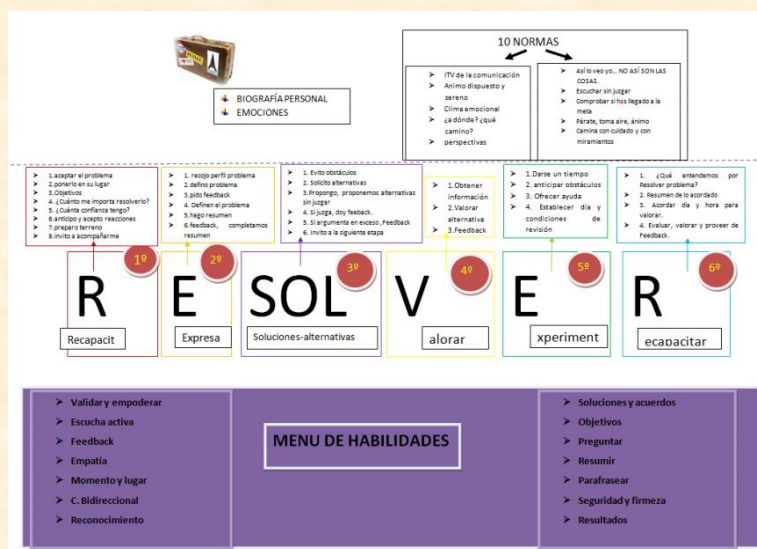 10 NORMAS
BIOGRAFÍA PERSONAL
EMOCIONES
ITV de la comunicación
Animo dispuesto y
sereno
Clima emocional
¿a dónde? ¿qué
camino?
perspectivas
Así lo veo yo... NO ASÍ SON LAS
COSAS.
Escuchar sin juzgar
Comprobar si has llegado a la
meta
Párate, toma aire, ánimo
Camina con cuidado y con
miramientos
1.aceptar el problema
2.ponerlo en su lugar
3.Objetivos
4. ¿Cuánto me importa resolverlo?
5. ¿Cuánta confianza tengo?
6.anticipo y acepto reacciones
7.preparo terreno
8.Invito a acompañarme
1. recojo perfil problema
2.defino problema
3.pido feedback
4.Definen el problema
5.hago resumen
6.feedback, completamos
resumen
1. Evito obstáculos
2. Solicito alternativas
3.Propongo, proponemos alternativas
sin juzgar
4. Si juzga, doy feeback.
5. Si argumenta en exceso ,Feedback
6. Invito a la siguiente etapa
1.Obtener
información
2.Valorar
alternativa
3.Feedback
1.Darse un tiempo
2. anticipar obstáculos
3. Ofrecer ayuda
4. Establecer día y
condiciones de
revisión
1. ¿Qué entendemos por
Resolver problema?
2. Resumen de lo acordado
3. Acordar día y hora para
valorar.
4. Evaluar, valorar y proveer de
Feedback.
1º
2º
3º
4º
5º
6º
R
E
SOL
V
E
R
Recapacit
Expresa
Soluciones-alternativas
alorar
xperiment
ecapacitar
Validar y empoderar
Escucha activa
Feedback
Empatía
Momento y lugar
C. Bidireccional
Reconocimiento
MENU DE HABILIDADES
Soluciones y acuerdos
Objetivos
Preguntar
Resumir
Parafrasear
Seguridad y firmeza
Resultados